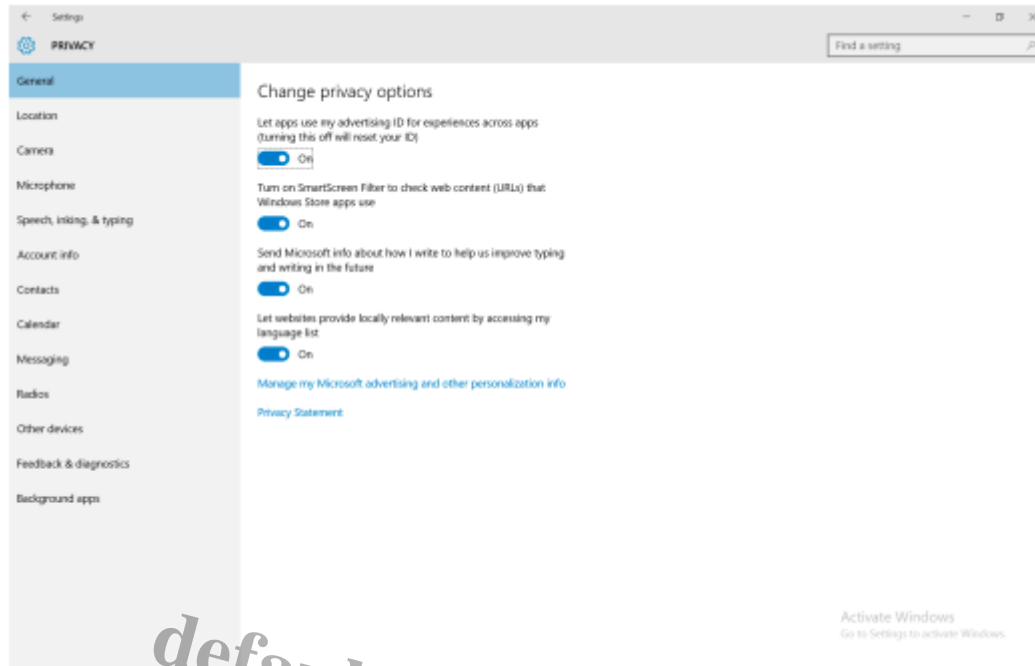 Settings
PRIVACY
Find a setting
General
Location
Camera
Microphone
Speech, inking, & typing
Account info
Contacts
Calendar
Messaging
Radios
Other devices
Feedback & diagnostics
Background apps
Change privacy options
Let apps use my advertising ID for experiences across apps
(turning this off will reset your ID)
On
Turn on SmartScreen Filter to check web content (URLs) that
Windows Store apps use
On
Send Microsoft info about how I write to help us improve typing
and writing in the future
On
Let websites provide locally relevant content by accessing my
language list
On
Manage my Microsoft advertising and other personalization info
Privacy Statement
Activate Windows
Go to Settings to activate Windows.